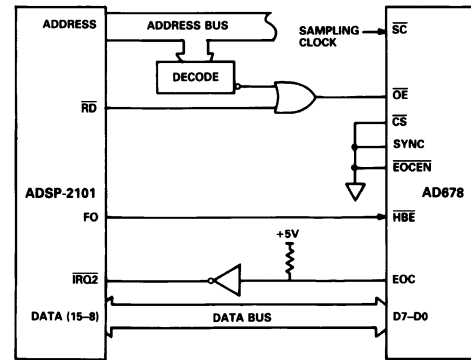 ADDRESS
ADDRESS BUS
SAMPLING
CLOCK
SC
DECODE
RD
OE
CS
SYNC
EOCEN
ADSP-2101
AD678
FO
HBE
+5V
IRQ2
EOC
DATA (15–8)
DATA BUS
D7–D0